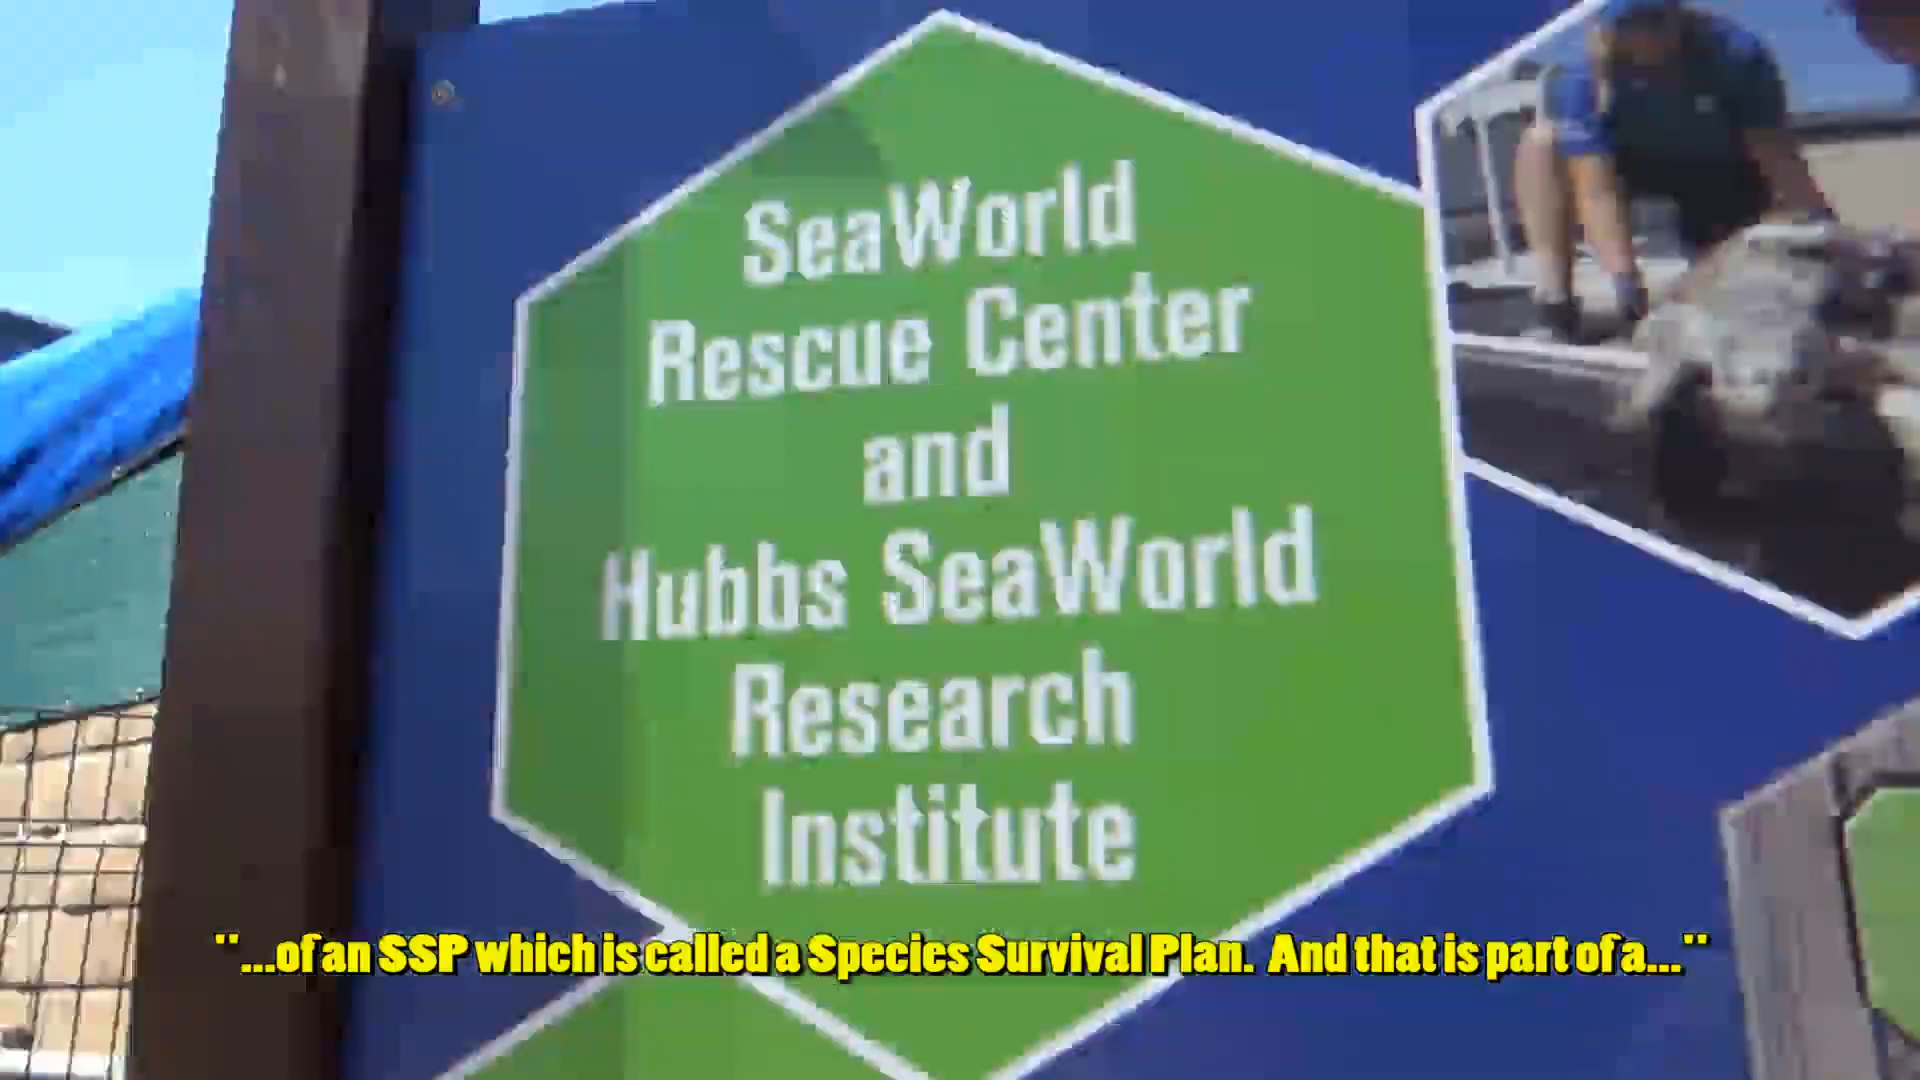 SeaWorld
Rescue Center
and
Hubbs SeaWorld
Research
Institute
"...of an SSP which is called a Species Survival Plan.  And that is part of a..."